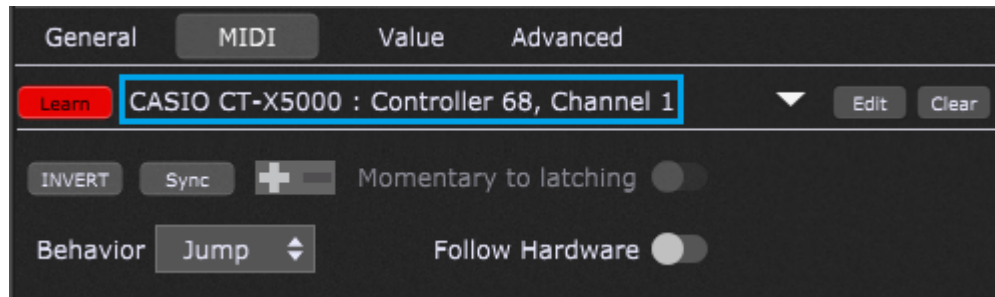 General MIDI Value Advanced
Learn CASIO CT-X5000 : Controller 68, Channel 1 Edit Clear
INVERT Sync Momentary to latching
Behavior Jump Follow Hardware